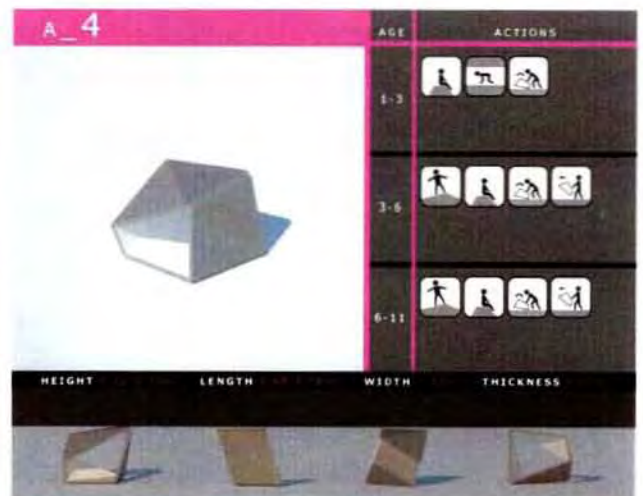 A_4
AGE
ACTIONS
1-3
3-6
6-11
HEIGHT
LENGTH
WIDTH
THICKNESS